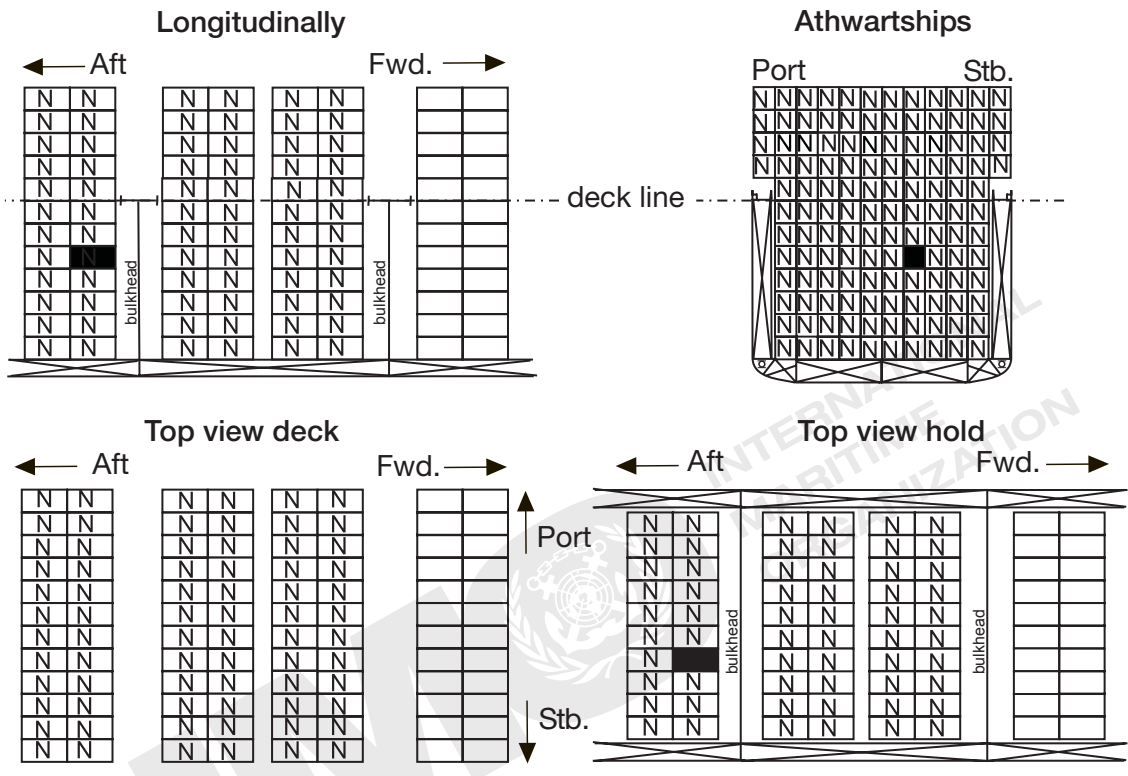 Longitudinally
Aft Fwd.
N N N N N N
N N N N N N
N N N N N N
N N N N N N
N N N N N N
N N N N N N
N N N N N N
N N N N N N
N N N N N N
N N N N N N
N N N N N N
N N N N N N
bulkhead
bulkhead
deck line
Athwartships
Port Stb.
N N N N N N N N N N N N
N N N N N N N N N N N N
N N N N N N N N N N N N
N N N N N N N N N N N N
N N N N N N N N N N
N N N N N N N N N N
N N N N N N N N N N
N N N N N N N N N
N N N N N N N N N N
N N N N N N N N N N
N N N N N N N N N N
N N N N N N N N N N
Top view deck
Aft Fwd.
N N N N N N
N N N N N N
N N N N N N
N N N N N N
N N N N N N
N N N N N N
N N N N N N
N N N N N N
N N N N N N
N N N N N N
N N N N N N
N N N N N N
Port
Stb.
Top view hold
Aft Fwd.
N N N N N N
N N N N N N
N N N N N N
N N N N N N
N N N N N N
N N N N N N
N N N N N
N N N N N N
N N N N N N
N N N N N N
bulkhead
bulkhead
INTERNATIONAL
MARITIME
ORGANIZATION
IMO